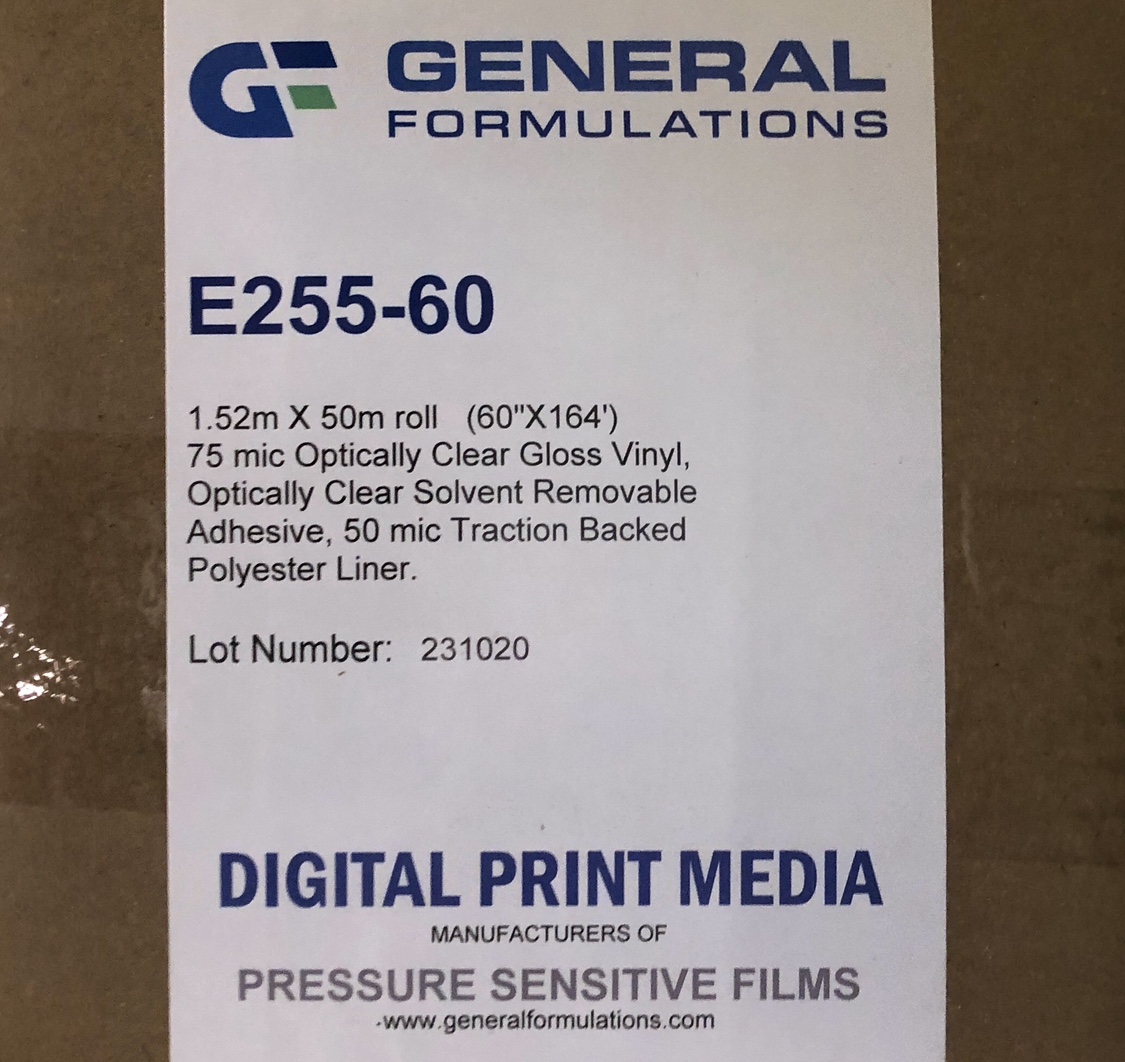 GF GENERAL
FORMULATIONS
E255-60
1.52m X 50m roll (60"X164')
75 mic Optically Clear Gloss Vinyl,
Optically Clear Solvent Removable
Adhesive, 50 mic Traction Backed
Polyester Liner.
Lot Number: 231020
DIGITAL PRINT MEDIA
MANUFACTURERS OF
PRESSURE SENSITIVE FILMS
www.generalformulations.com